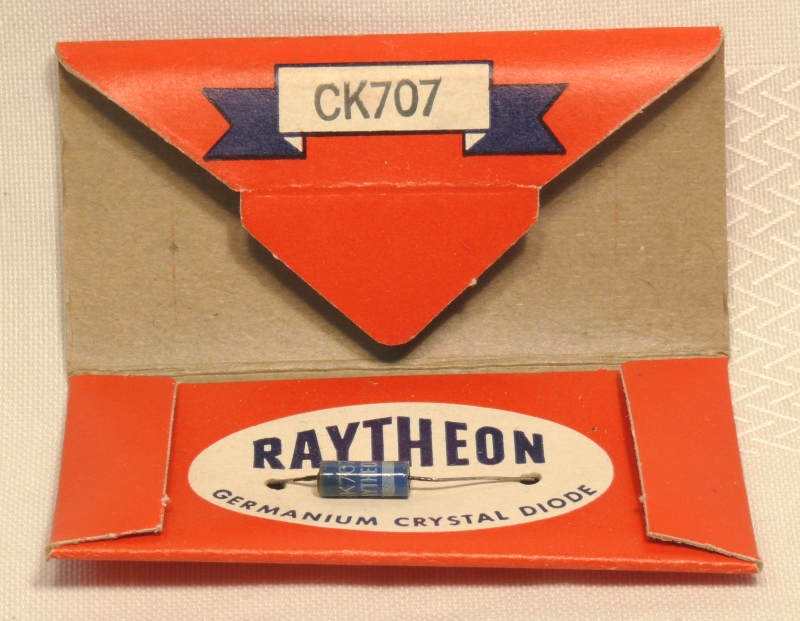 CK707
RAYTHEON
GERMANIUM CRYSTAL DIODE